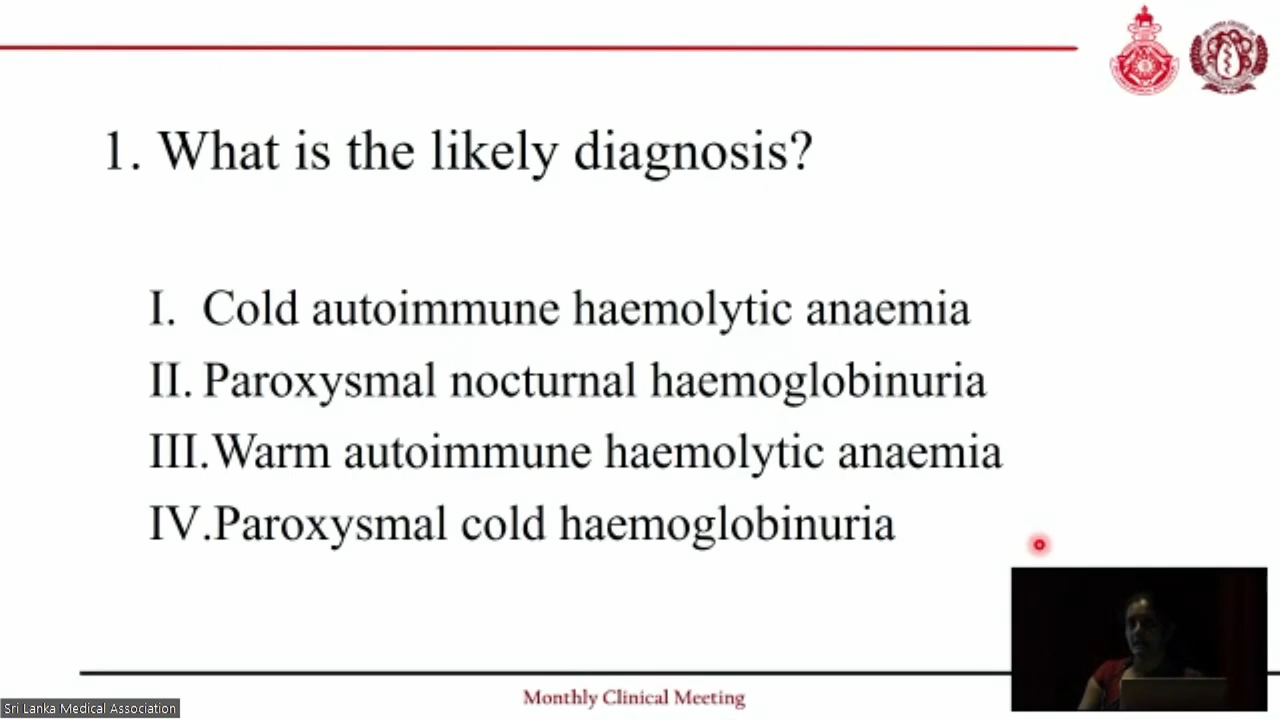 1. What is the likely diagnosis?
I. Cold autoimmune haemolytic anaemia
II. Paroxysmal nocturnal haemoglobinuria
III.Warm autoimmune haemolytic anaemia
IV.Paroxysmal cold haemoglobinuria
Monthly Clinical Meeting
Sri Lanka Medical Association